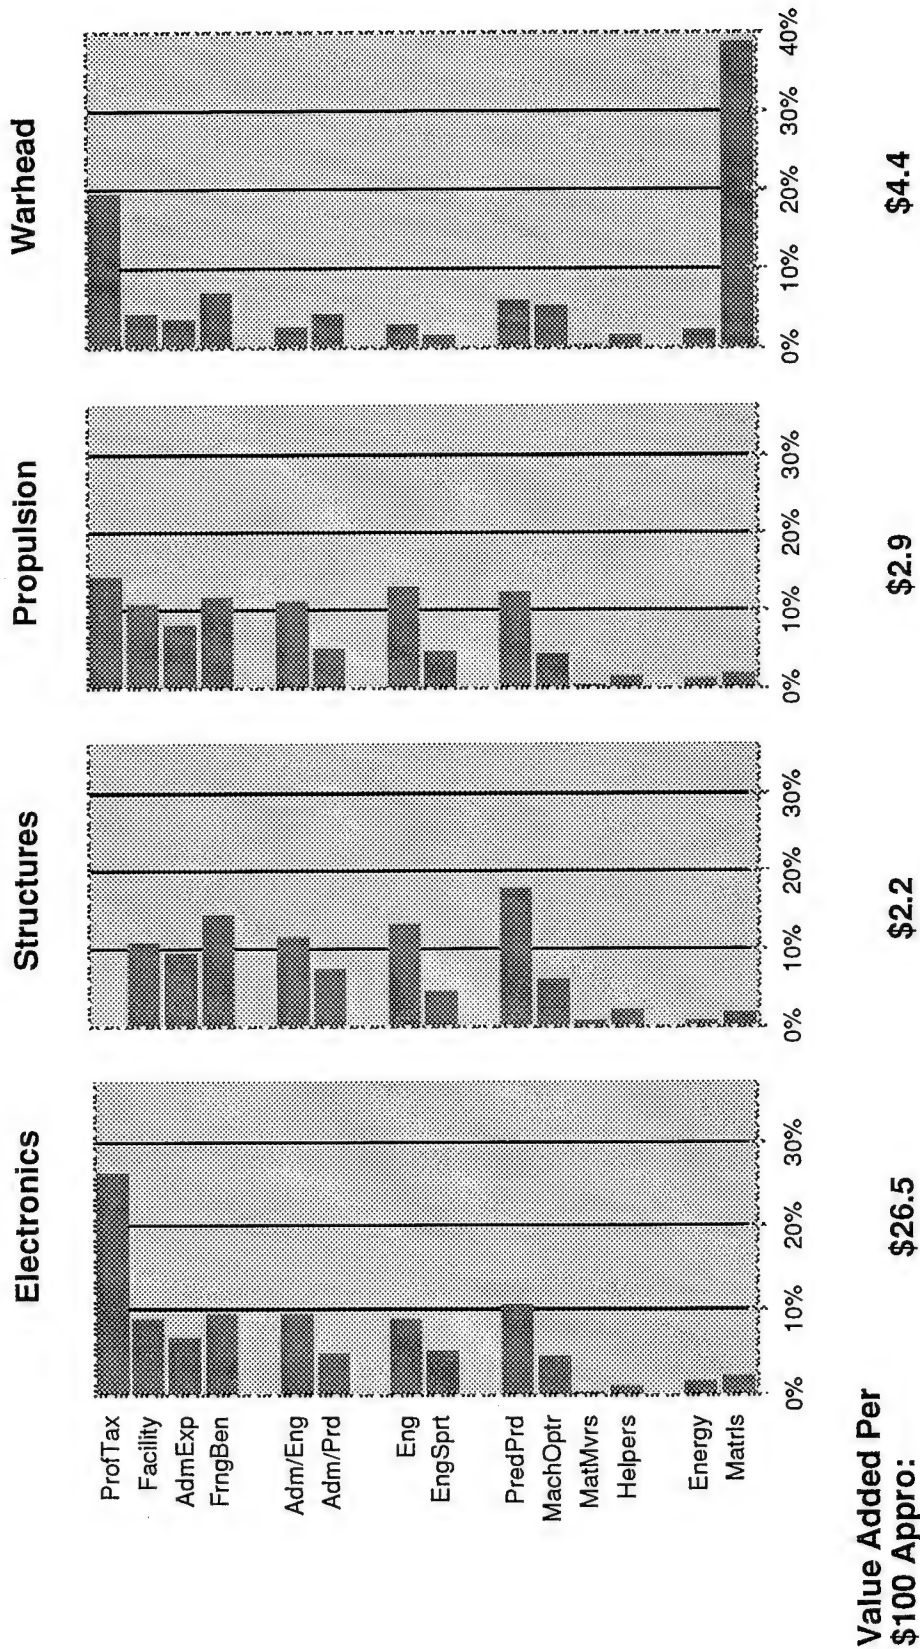 Electronics
Structures
Propulsion
Warhead
ProfTax
Facility
AdmExp
FrngBen
Adm/Eng
Adm/Prd
Eng
EngSprt
PredPrd
MachOptr
MatMvrs
Helpers
Energy
Matrls
0% 10% 20% 30%
0% 10% 20% 30%
0% 10% 20% 30%
0% 10% 20% 30% 40%
Value Added Per
$100 Appro:
$26.5
$2.2
$2.9
$4.4